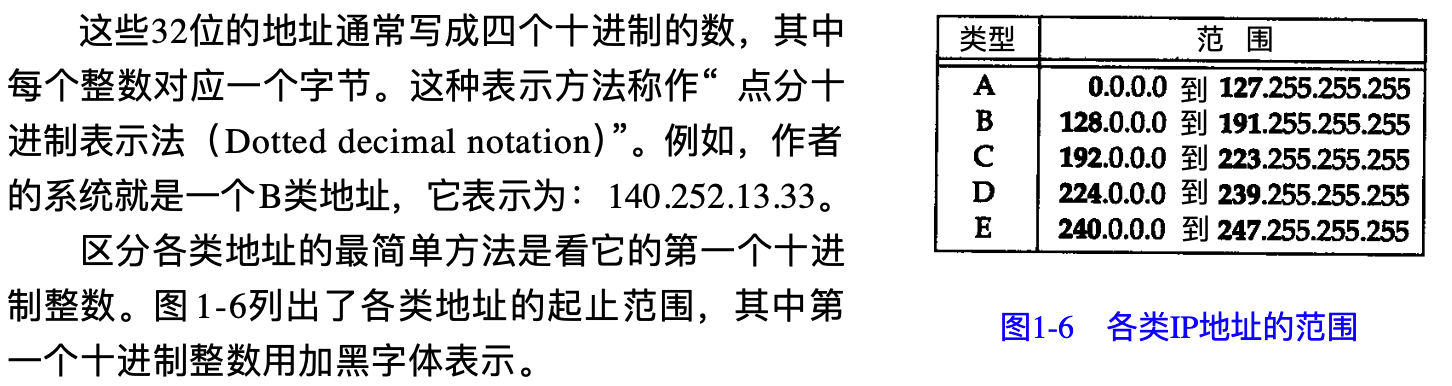 这些32位的地址通常写成四个十进制的数，其中
每个整数对应一个字节。这种表示方法称作“点分十
进制表示法（Dotted decimal notation）”。例如，作者
的系统就是一个B类地址，它表示为：140.252.13.33。
区分各类地址的最简单方法是看它的第一个十进
制整数。图1-6列出了各类地址的起止范围，其中第
一个十进制整数用加黑字体表示。
类型 范 围
A 0.0.0.0 到 127.255.255.255
B 128.0.0.0 到 191.255.255.255
C 192.0.0.0 到 223.255.255.255
D 224.0.0.0 到 239.255.255.255
E 240.0.0.0 到 247.255.255.255
图1-6 各类IP地址的范围